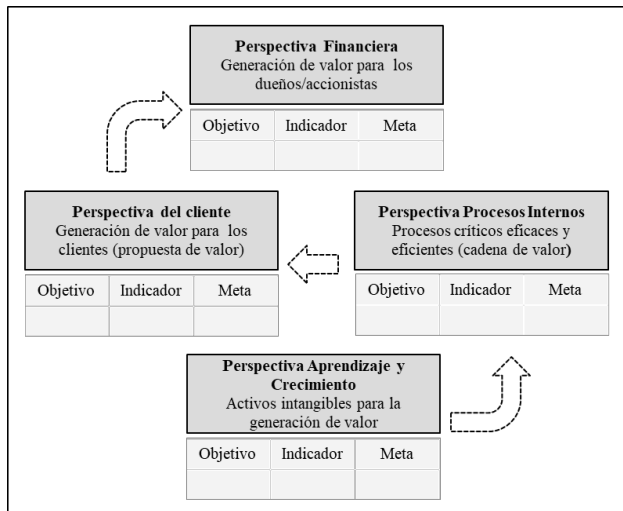 Perspectiva Financiera
Generación de valor para los
dueños/accionistas
Objetivo Indicador Meta
Perspectiva del cliente
Generación de valor para los
clientes (propuesta de valor)
Objetivo Indicador Meta
Perspectiva Procesos Internos
Procesos críticos eficaces y
eficientes (cadena de valor)
Objetivo Indicador Meta
Perspectiva Aprendizaje y
Crecimiento
Activos intangibles para la
generación de valor
Objetivo Indicador Meta